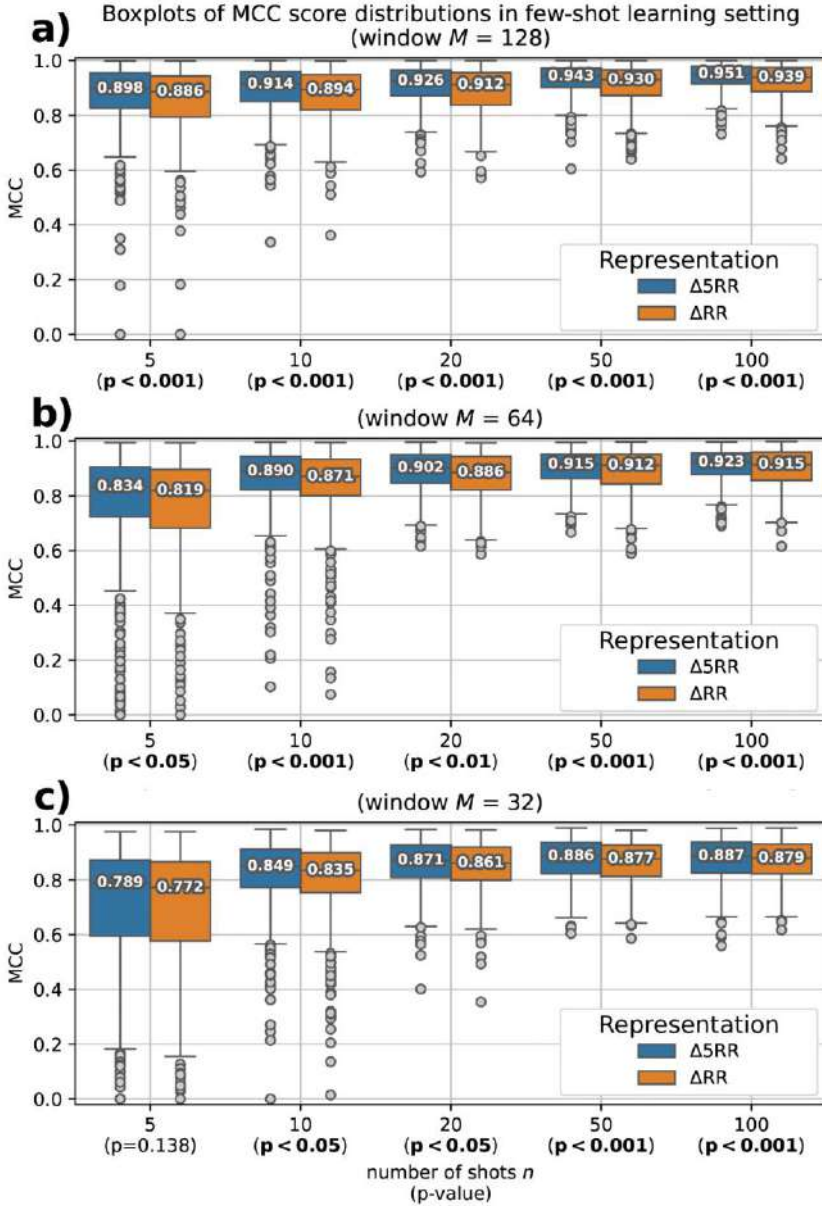 Boxplots of MCC score distributions in few-shot learning setting
a)
(window M = 128)
1.0
0.8
0.6
0.4
0.2
0.0
MCC
0.898 0.886 0.914 0.894 0.926 0.912 0.943 0.930 0.951 0.939
Representation
Δ5RR
ΔRR
5 10 20 50 100
(p < 0.001) (p < 0.001) (p < 0.001) (p < 0.001) (p < 0.001)
b)
(window M = 64)
1.0
0.8
0.6
0.4
0.2
0.0
MCC
0.834 0.819 0.890 0.871 0.902 0.886 0.915 0.912 0.923 0.915
Representation
Δ5RR
ΔRR
5 10 20 50 100
(p < 0.05) (p < 0.001) (p < 0.01) (p < 0.001) (p < 0.001)
c)
(window M = 32)
1.0
0.8
0.6
0.4
0.2
0.0
MCC
0.789 0.772 0.849 0.835 0.871 0.861 0.886 0.877 0.887 0.879
Representation
Δ5RR
ΔRR
5 10 20 50 100
(p=0.138) (p < 0.05) (p < 0.05) (p < 0.001) (p < 0.001)
number of shots n
(p-value)